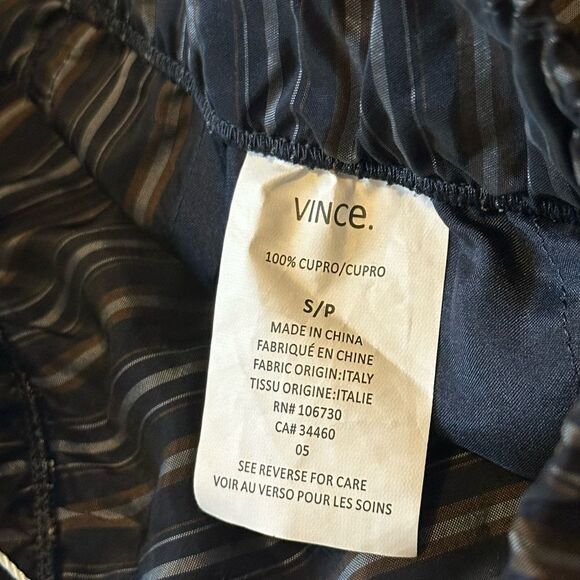 VINCe.
100% CUPRO/CUPRO
S/P
MADE IN CHINA
FABRIQUÉ EN CHINE
FABRIC ORIGIN:ITALY
TISSU ORIGINE:ITALIE
RN# 106730
CA# 34460
05
SEE REVERSE FOR CARE
VOIR AU VERSO POUR LES SOINS